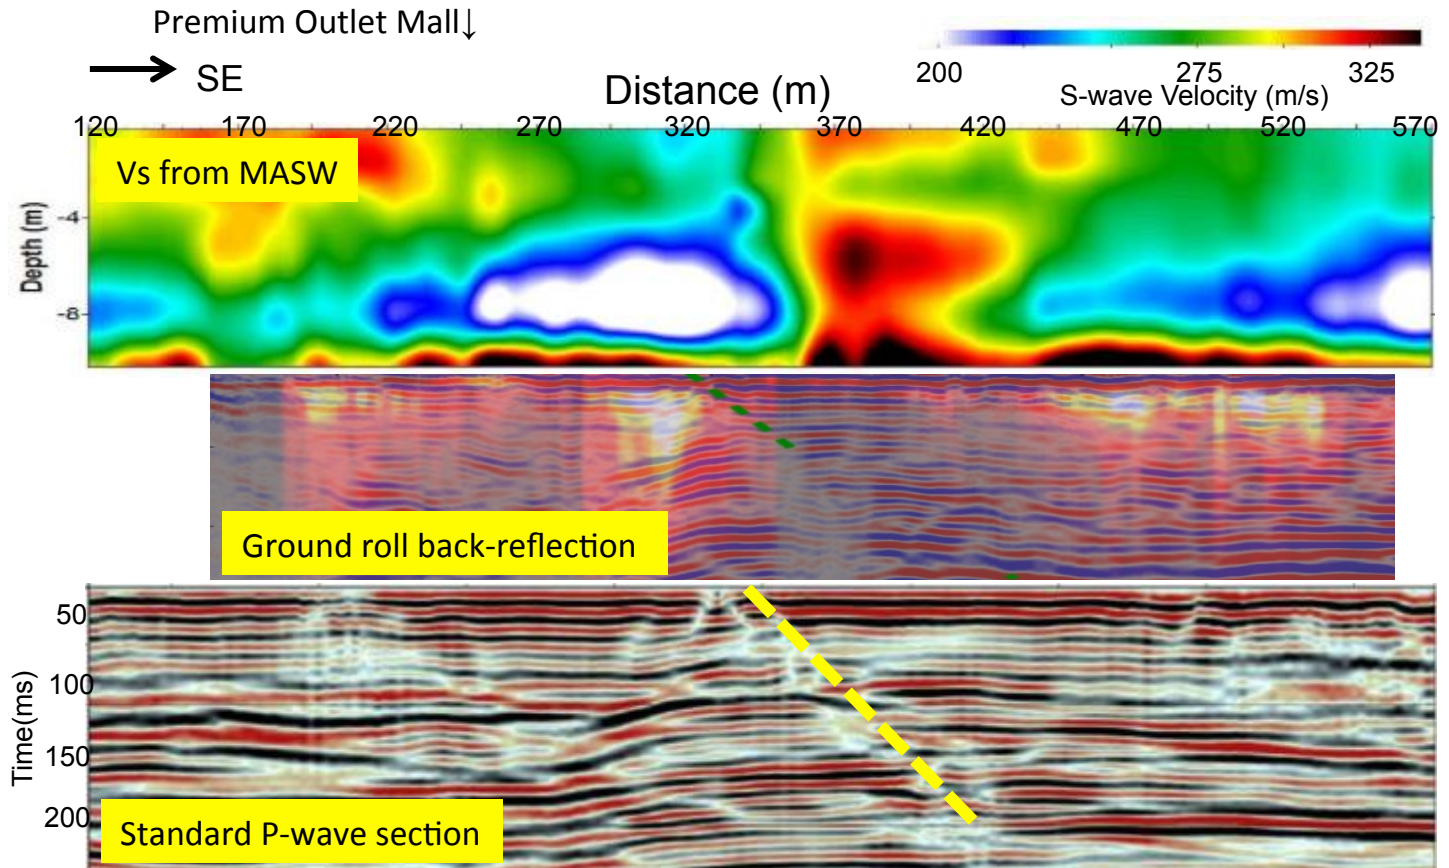 Premium Outlet Mall↓
SE
Distance (m)
200 275 325
S-wave Velocity (m/s)
120 170 220 270 320 370 420 470 520 570
Vs from MASW
Depth (m)
-4
-8
Ground roll back-reflection
50
100
Time(ms)
150
200
Standard P-wave section